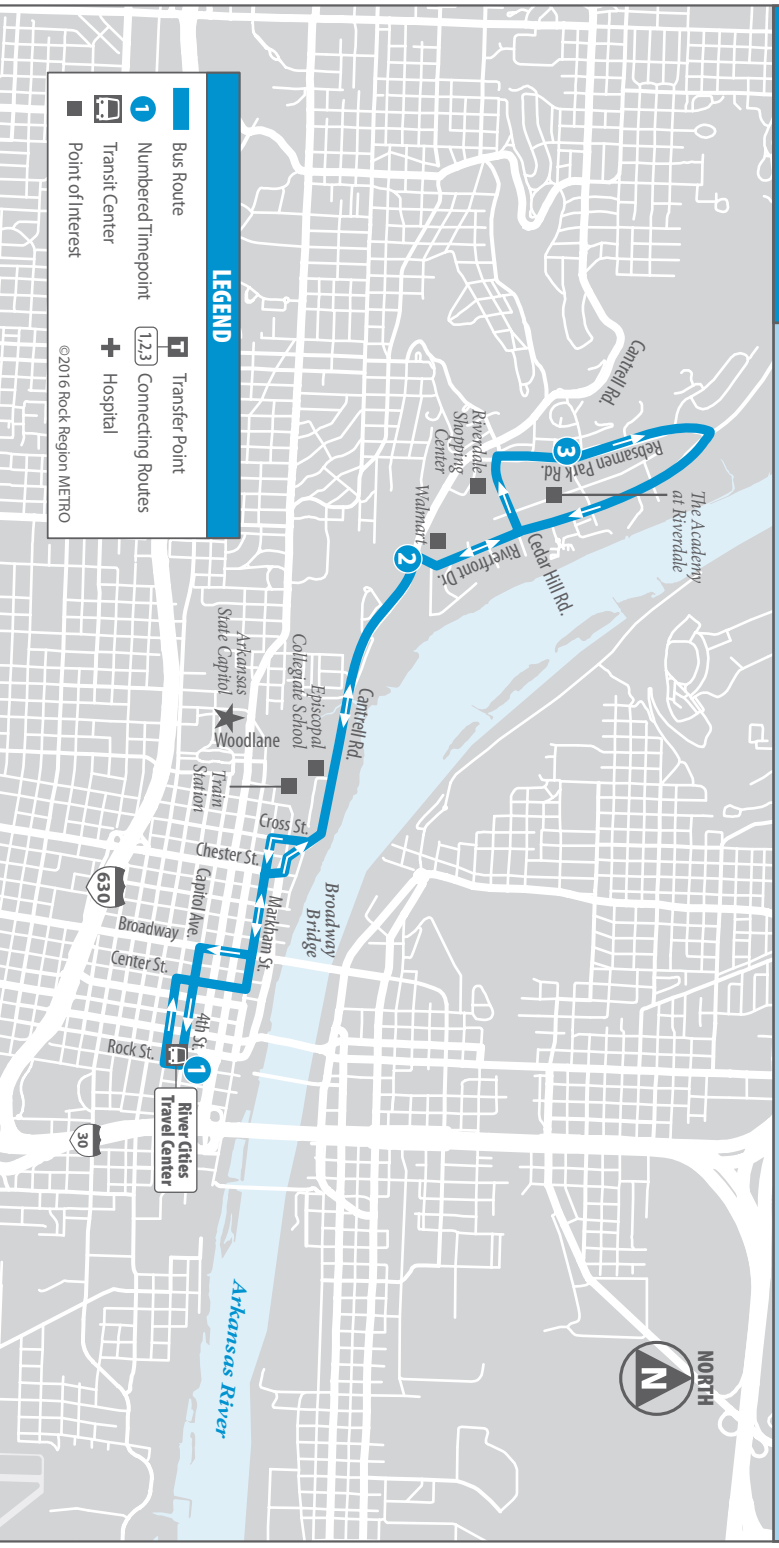 LEGEND
Bus Route
1 Numbered Timepoint
Transit Center
Point of Interest
T Transfer Point
1,2,3 Connecting Routes
Hospital
©2016 Rock Region METRO
Cantrell Rd.
Rebsamen Park Rd.
3
The Academy
at Riverdale
Riverdale
Shopping
Center
Walmart
Cedar Hill Rd.
Riverfront Dr.
2
Cantrell Rd.
Episcopal
Collegiate School
Arkansas
State Capitol
Woodlane
Train
Station
Cross St.
Chester St.
Markham St.
Broadway
Bridge
Capitol Ave.
Broadway
Center St.
4th St.
Rock St.
1
River Cities
Travel Center
630
30
Arkansas River
NORTH
N